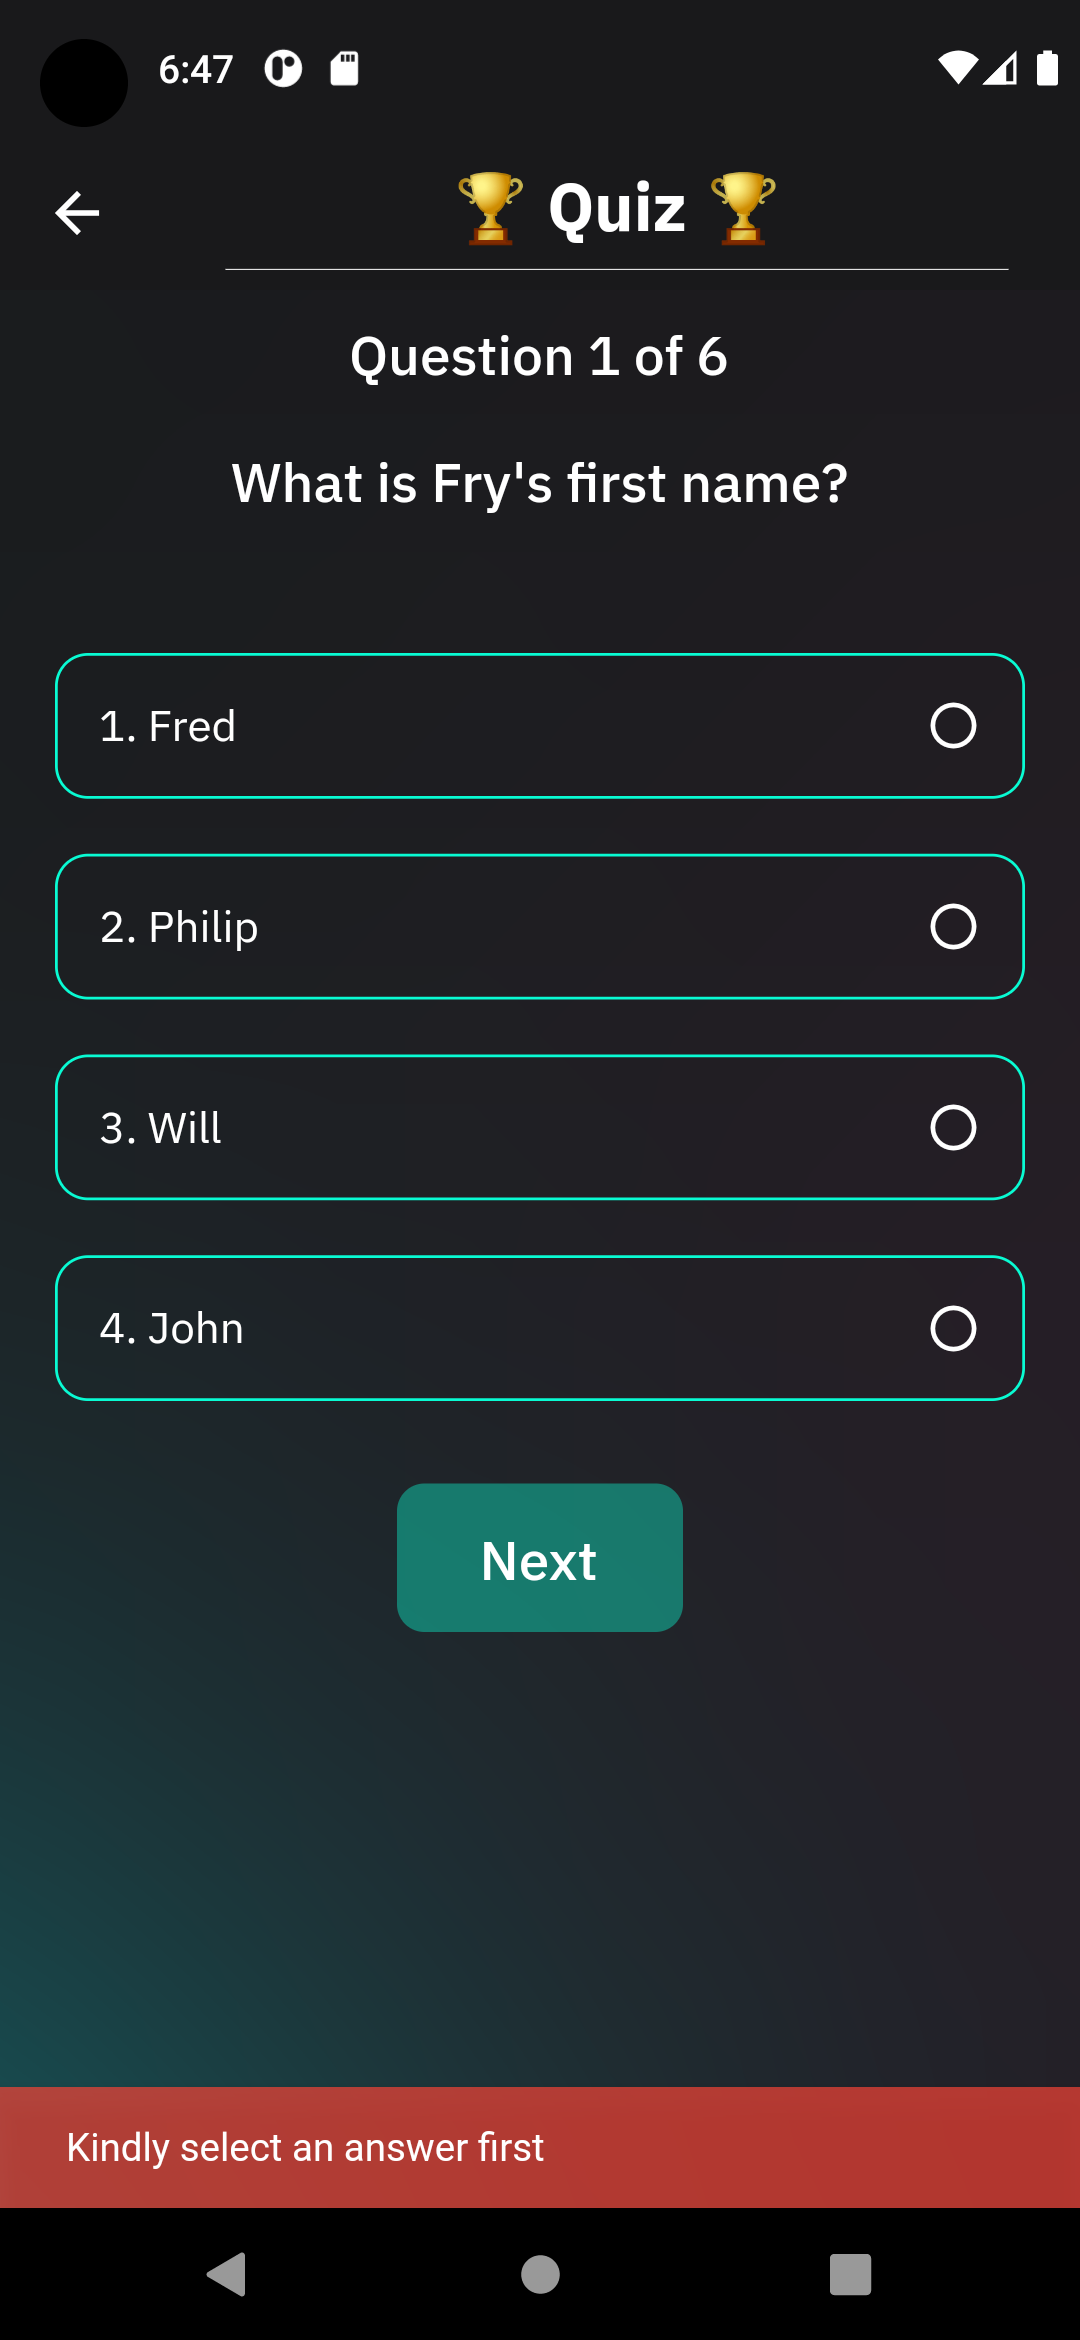 6:47
🏆 Quiz 🏆
Question 1 of 6
What is Fry's first name?
1. Fred
2. Philip
3. Will
4. John
Next
Kindly select an answer first